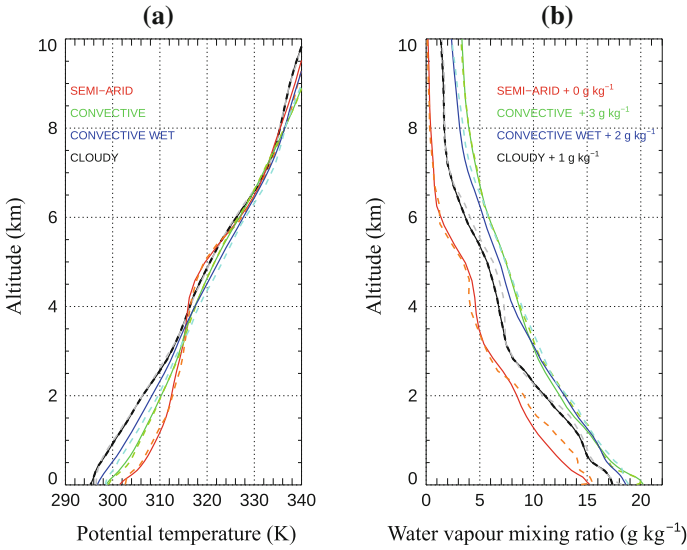 (a)
(b)
10
8
6
4
2
0
Altitude (km)
SEMI−ARID
CONVECTIVE
CONVECTIVE WET
CLOUDY
290
300
310
320
330
340
Potential temperature (K)
10
8
6
4
2
0
Altitude (km)
SEMI−ARID + 0 g kg⁻¹
CONVECTIVE + 3 g kg⁻¹
CONVECTIVE WET + 2 g kg⁻¹
CLOUDY + 1 g kg⁻¹
0
5
10
15
20
Water vapour mixing ratio (g kg⁻¹)